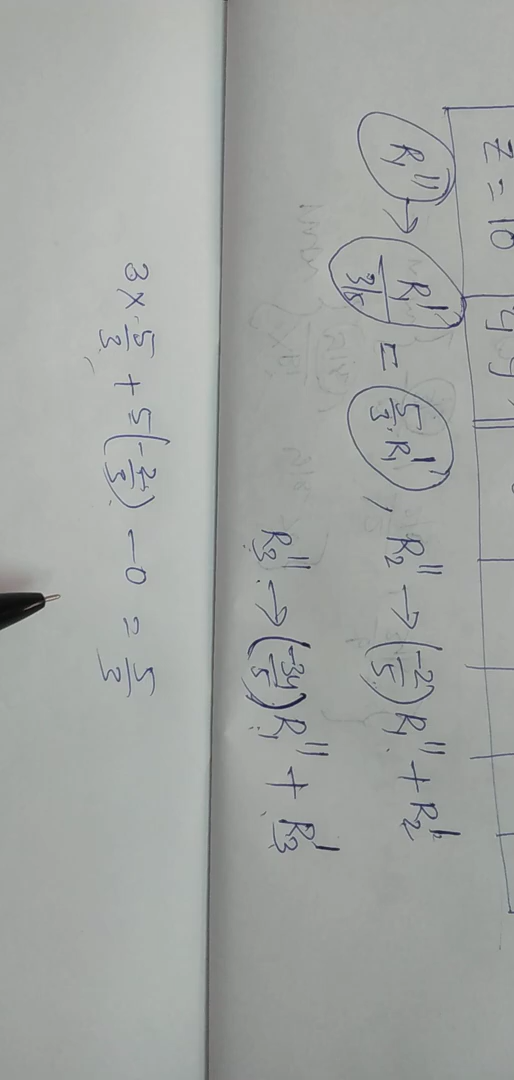 Z = 10
R₁'' → R₁'/3/5 = 5/3 R₁' , R₂'' → (-2/5) R₁'' + R₂'
R₃'' → (-34/5) R₁'' + R₃'
3 × 5/3 + 5(-2/3) - 0 = 5/3